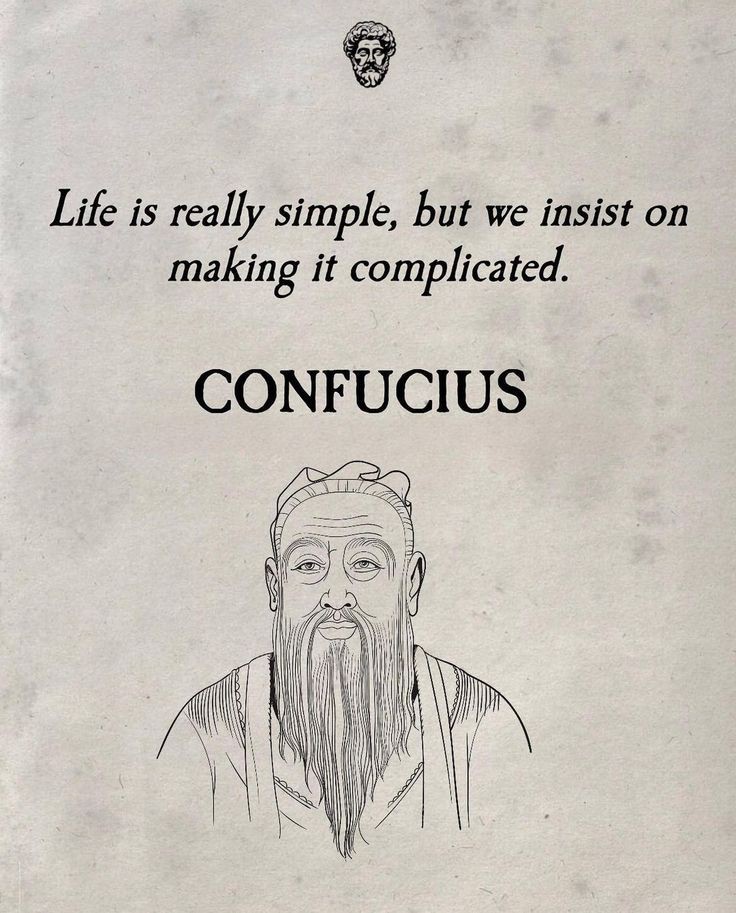 Life is really simple, but we insist on
making it complicated.
CONFUCIUS